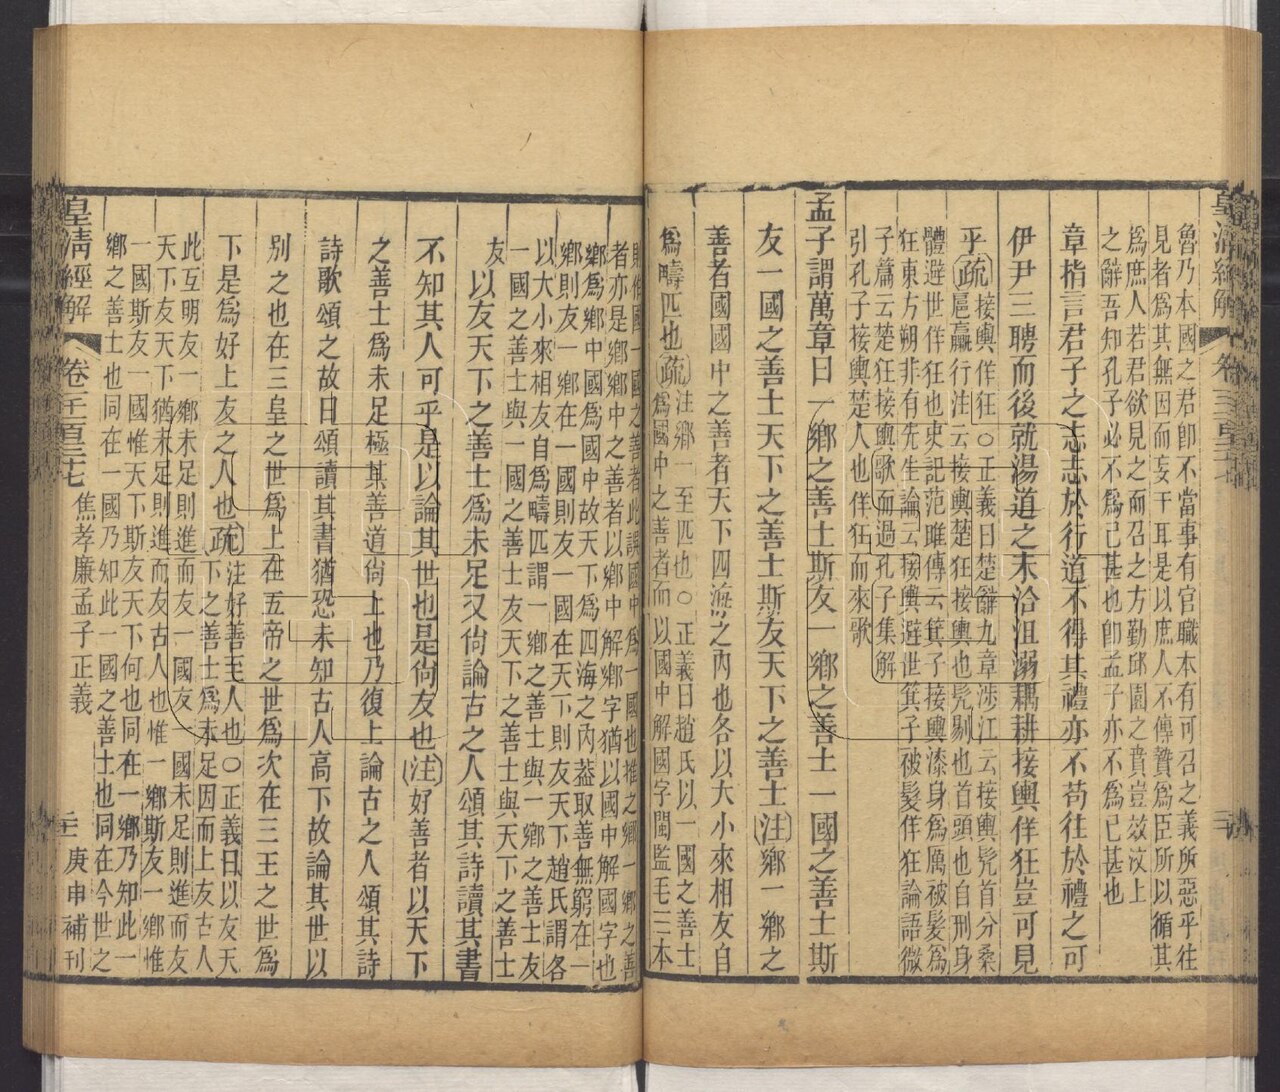 魯乃本國之君卽不當事有官職本有可召之義所惡乎往
見者爲其無因而妄干耳是以庶人不傳贄爲臣所以循其
爲庶人若君欲見之而召之方勤邱園之賁豈效汶上
之辭吾知孔子必不爲已甚也卽孟子亦不爲已甚也
章指言君子之志志於行道不得其禮亦不苟往於禮之可
伊尹三聘而後就湯道之未洽沮溺耦耕接輿佯狂豈可見
乎疏接輿佯狂○正義曰楚辭九章涉江云接輿髡首分桑
扈臝行注云接輿楚狂接輿也髡剔也首頭也自刑身
體避世佯狂也史記范雎傳云箕子接輿漆身爲厲被髮爲
狂東方朔非有先生論云接輿避世箕子被髮佯狂論語微
子篇云楚狂接輿歌而過孔子集解
引孔子接輿楚人也佯狂而來歌
孟子謂萬章曰一鄉之善士斯友一鄉之善士一國之善士斯
友一國之善士天下之善士斯友天下之善士注鄉一鄉之
善者國國中之善者天下四海之內也各以大小來相友自
爲疇匹也疏注鄉一至匹也○正義曰趙氏以一國之善士
爲國中之善者而以國中解國字閩監毛三本
者亦是鄉鄉中之善者以鄉中解鄉字猶以國中解國字也
鄉爲鄉中國爲國中故天下爲四海之內葢取善無窮在一
鄉則友一鄉在一國則友一國在天下則友天下趙氏謂各
以大小來相友自爲疇匹謂一鄉之善士與一鄉之善士友
一國之善士與一國之善士友天下之善士與天下之善士
友
以友天下之善士爲未足又尙論古之人頌其詩讀其書
不知其人可乎是以論其世也是尙友也注好善者以天下
之善士爲未足極其善道尙上也乃復上論古之人頌其詩
詩歌頌之故曰頌讀其書猶恐未知古人高下故論其世以
別之也在三皇之世爲上在五帝之世爲次在三王之世爲
下是爲好上友之人也疏注好善至人也○正義曰以友天
下之善士爲未足因而上友古人
此互明友一鄉未足則進而友一國友一國未足則進而友
天下友天下猶未足則進而友古人也惟一鄉斯友一鄉惟
一國斯友一國惟天下斯友天下何也同在一鄉乃知此一
鄉之善士也同在一國乃知此一國之善士也同在今世之
皇淸經解 卷一千一百三十七 焦孝廉孟子正義 庚申補刊